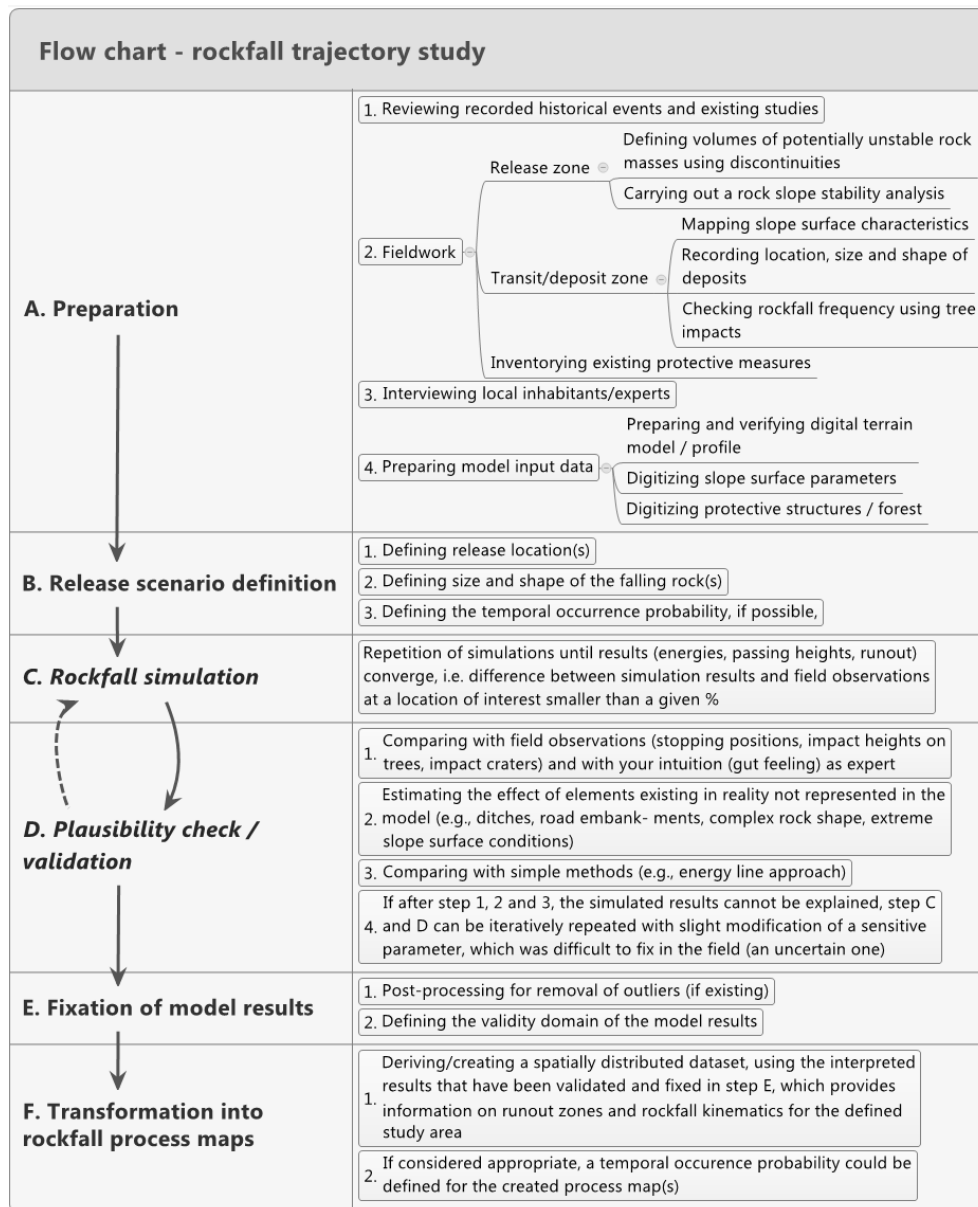 Flow chart - rockfall trajectory study
A. Preparation
1. Reviewing recorded historical events and existing studies
2. Fieldwork
Release zone
Defining volumes of potentially unstable rock
masses using discontinuities
Carrying out a rock slope stability analysis
Transit/deposit zone
Mapping slope surface characteristics
Recording location, size and shape of
deposits
Checking rockfall frequency using tree
impacts
Inventorying existing protective measures
3. Interviewing local inhabitants/experts
4. Preparing model input data
Preparing and verifying digital terrain
model / profile
Digitizing slope surface parameters
Digitizing protective structures / forest
B. Release scenario definition
1. Defining release location(s)
2. Defining size and shape of the falling rock(s)
3. Defining the temporal occurrence probability, if possible,
C. Rockfall simulation
Repetition of simulations until results (energies, passing heights, runout)
converge, i.e. difference between simulation results and field observations
at a location of interest smaller than a given %
D. Plausibility check /
validation
1. Comparing with field observations (stopping positions, impact heights on
trees, impact craters) and with your intuition (gut feeling) as expert
2. Estimating the effect of elements existing in reality not represented in the
model (e.g., ditches, road embank- ments, complex rock shape, extreme
slope surface conditions)
3. Comparing with simple methods (e.g., energy line approach)
4. If after step 1, 2 and 3, the simulated results cannot be explained, step C
and D can be iteratively repeated with slight modification of a sensitive
parameter, which was difficult to fix in the field (an uncertain one)
E. Fixation of model results
1. Post-processing for removal of outliers (if existing)
2. Defining the validity domain of the model results
F. Transformation into
rockfall process maps
1. Deriving/creating a spatially distributed dataset, using the interpreted
results that have been validated and fixed in step E, which provides
information on runout zones and rockfall kinematics for the defined
study area
2. If considered appropriate, a temporal occurence probability could be
defined for the created process map(s)